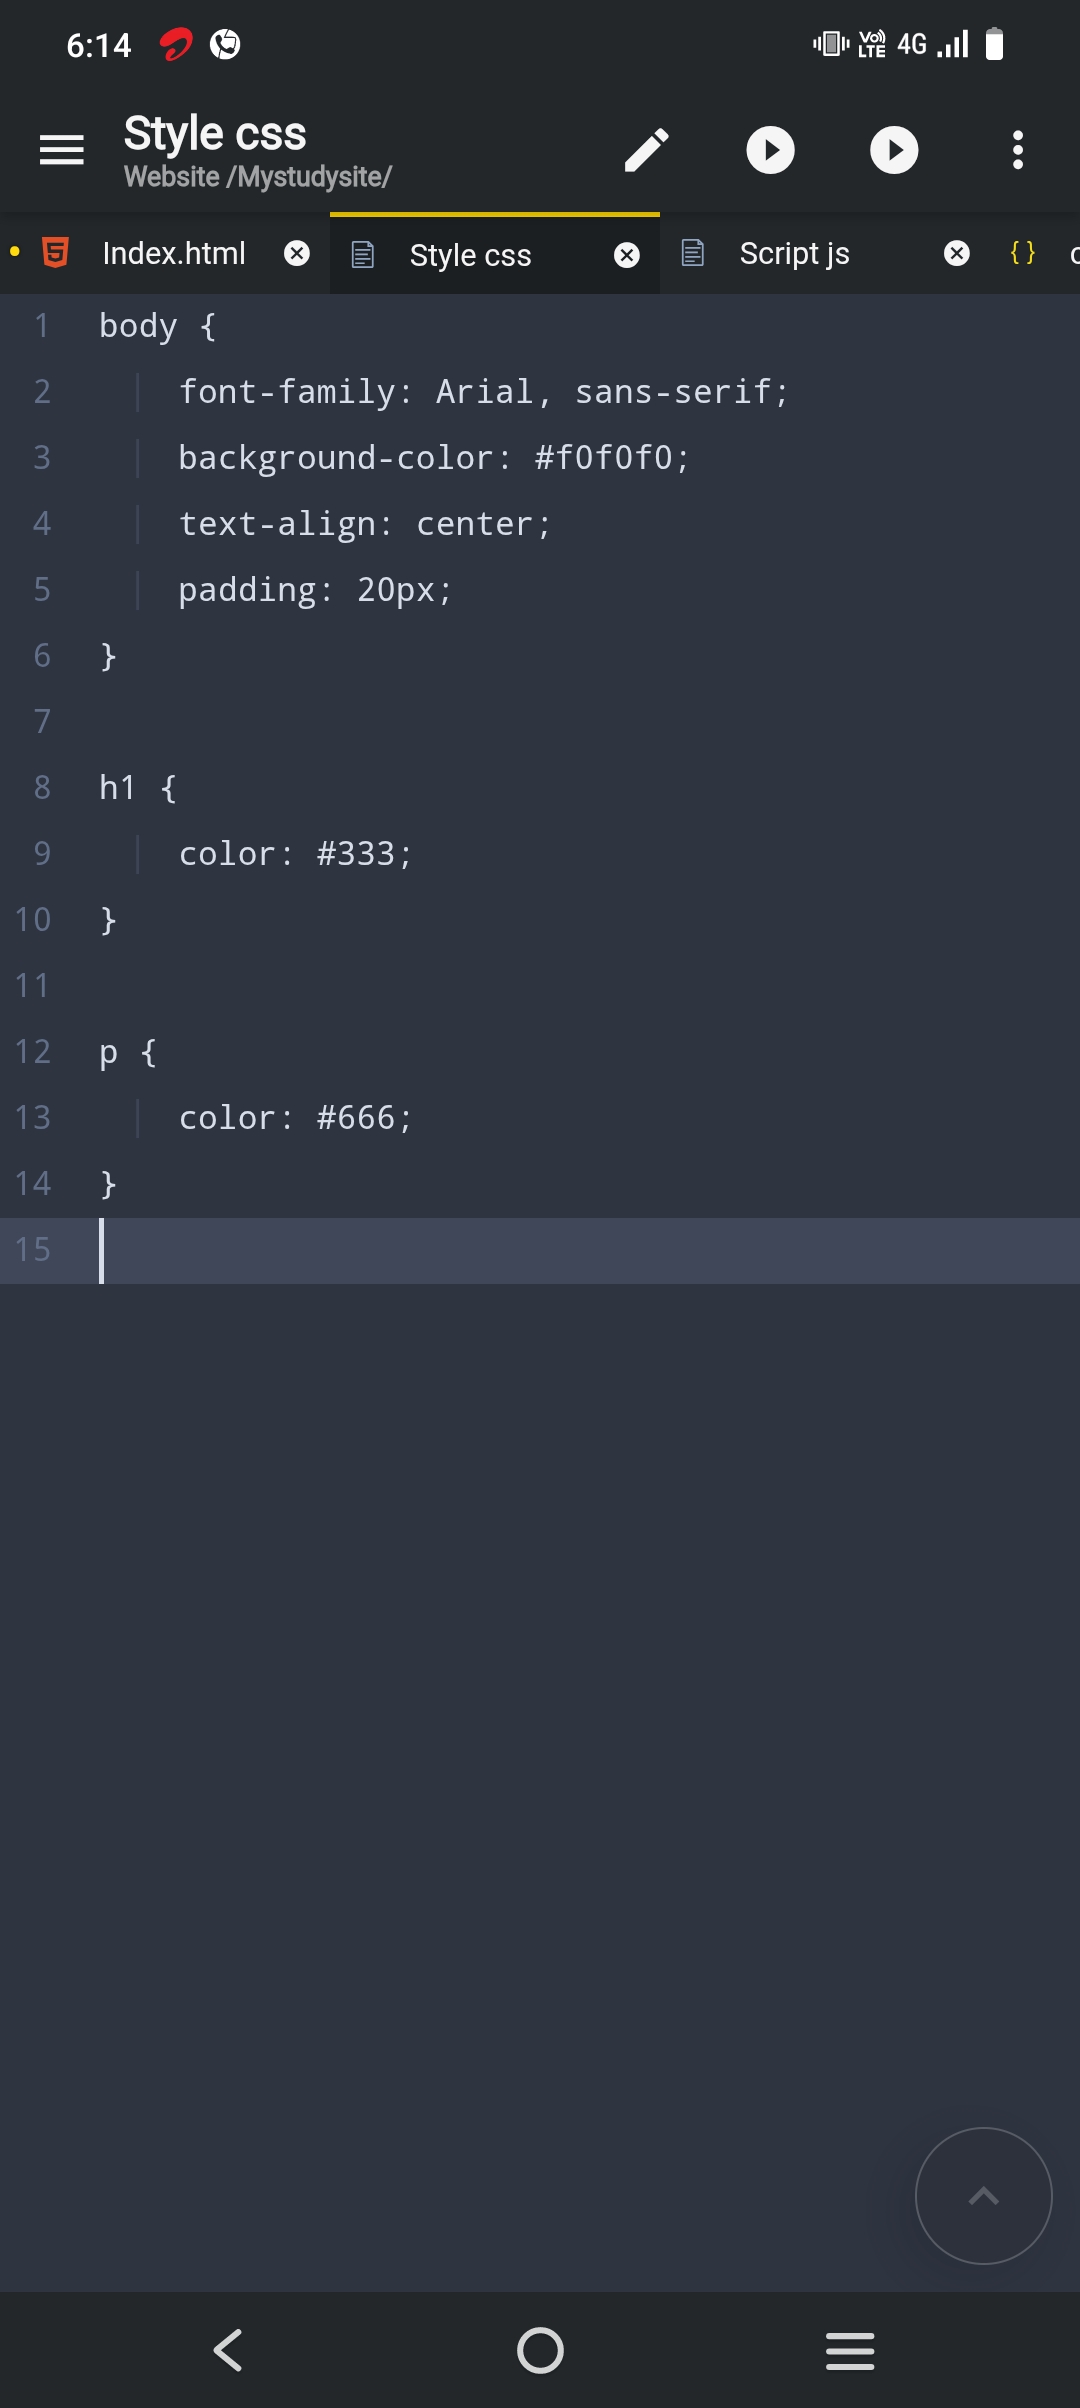 6:14 Vo) LTE 4G
Style css
Website /Mystudysite/
Index.html Style css Script js { }
1 body {
2     font-family: Arial, sans-serif;
3     background-color: #f0f0f0;
4     text-align: center;
5     padding: 20px;
6 }
7
8 h1 {
9     color: #333;
10 }
11
12 p {
13     color: #666;
14 }
15